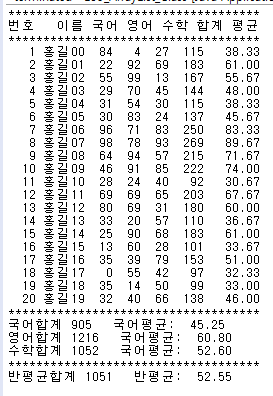 *************************************
번호 이름 국어 영어 수학 합계 평균
*************************************
1 홍길00 84 4 27 115 38.33
2 홍길01 22 92 69 183 61.00
3 홍길02 55 99 13 167 55.67
4 홍길03 29 70 45 144 48.00
5 홍길04 31 54 30 115 38.33
6 홍길05 30 83 24 137 45.67
7 홍길06 96 71 83 250 83.33
8 홍길07 98 78 93 269 89.67
9 홍길08 64 94 57 215 71.67
10 홍길09 46 91 85 222 74.00
11 홍길10 28 24 40 92 30.67
12 홍길11 69 69 65 203 67.67
13 홍길12 80 69 31 180 60.00
14 홍길13 33 20 57 110 36.67
15 홍길14 25 90 68 183 61.00
16 홍길15 13 60 28 101 33.67
17 홍길16 35 39 79 153 51.00
18 홍길17 0 55 42 97 32.33
19 홍길18 35 14 50 99 33.00
20 홍길19 32 40 66 138 46.00
*************************************
국어합계 905 국어평균: 45.25
영어합계 1216 영어평균: 60.80
수학합계 1052 수학평균: 52.60
*************************************
반평균합계 1051 반평균: 52.55